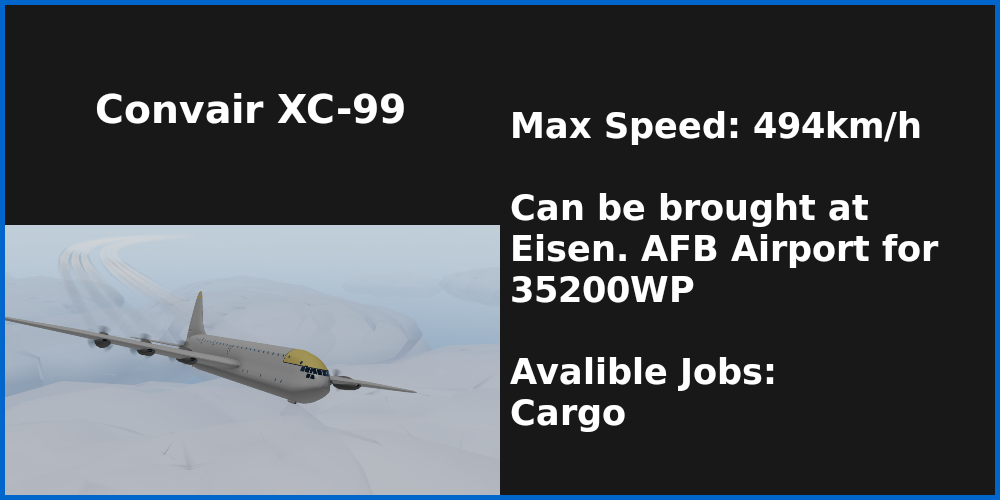 Convair XC-99
Max Speed: 494km/h
Can be brought at
Eisen. AFB Airport for
35200WP
Avalible Jobs:
Cargo